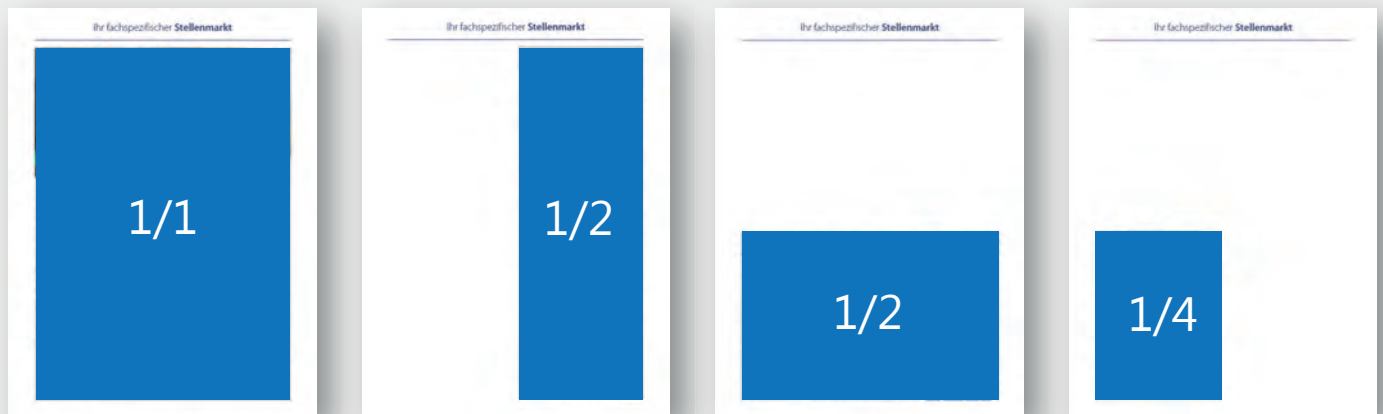 Ihr fachspezifischer Stellenmarkt
1/1
Ihr fachspezifischer Stellenmarkt
1/2
Ihr fachspezifischer Stellenmarkt
1/2
Ihr fachspezifischer Stellenmarkt
1/4